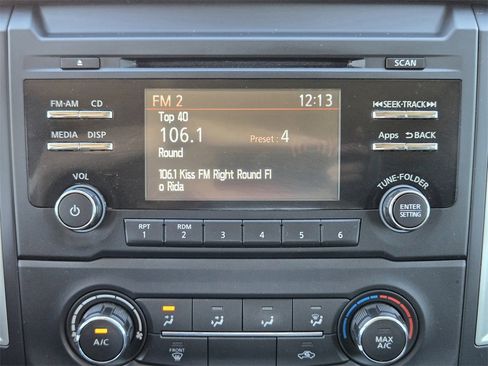 SCAN
FM-AM CD
MEDIA DISP
VOL
FM 2 12:13
Top 40
106.1 Preset : 4
Round
106.1 Kiss FM Right Round Fl
o Rida
SEEK·TRACK
Apps BACK
TUNE·FOLDER
ENTER
SETTING
RPT
1
RDM
2
3
4
5
6
A/C
FRONT
MAX
A/C